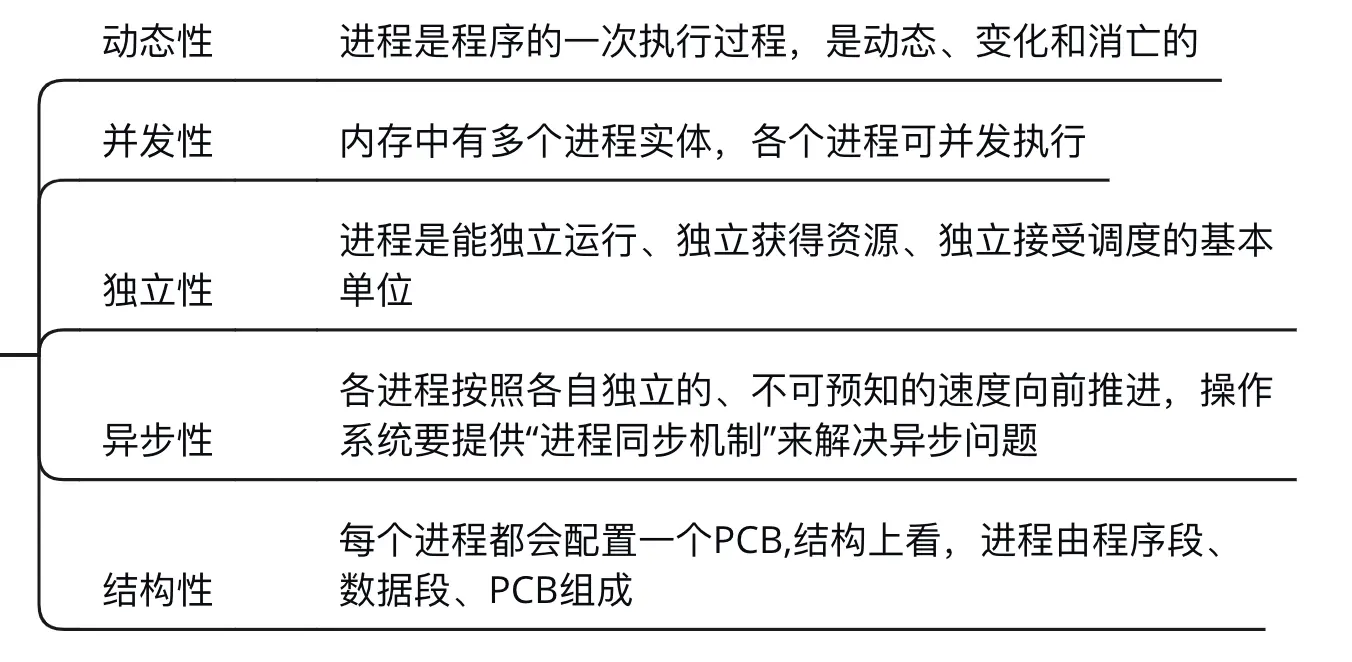 动态性 进程是程序的一次执行过程，是动态、变化和消亡的
并发性 内存中有多个进程实体，各个进程可并发执行
进程是能独立运行、独立获得资源、独立接受调度的基本
独立性 单位
各进程按照各自独立的、不可预知的速度向前推进，操作
异步性 系统要提供“进程同步机制”来解决异步问题
每个进程都会配置一个PCB,结构上看，进程由程序段、
结构性 数据段、PCB组成